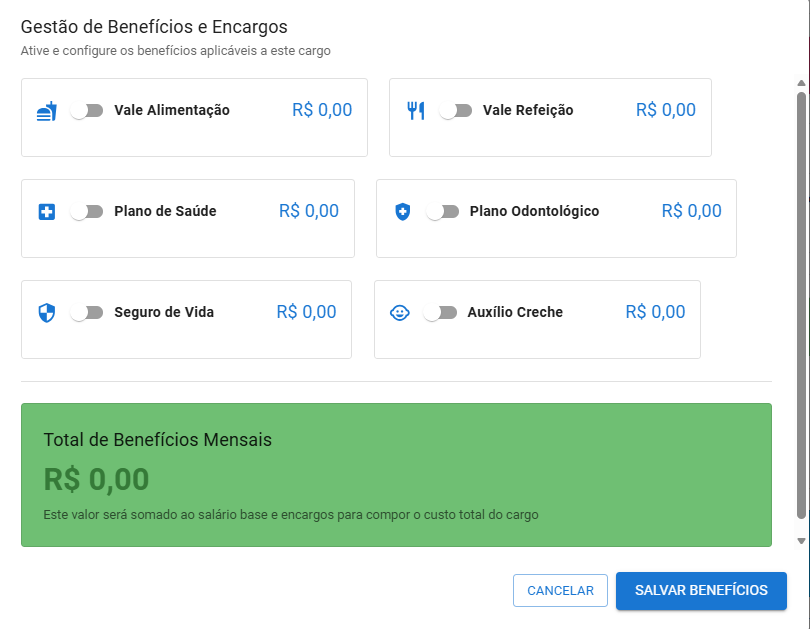 Gestão de Benefícios e Encargos
Ative e configure os benefícios aplicáveis a este cargo
Vale Alimentação R$ 0,00
Vale Refeição R$ 0,00
Plano de Saúde R$ 0,00
Plano Odontológico R$ 0,00
Seguro de Vida R$ 0,00
Auxílio Creche R$ 0,00
Total de Benefícios Mensais
R$ 0,00
Este valor será somado ao salário base e encargos para compor o custo total do cargo
CANCELAR
SALVAR BENEFÍCIOS